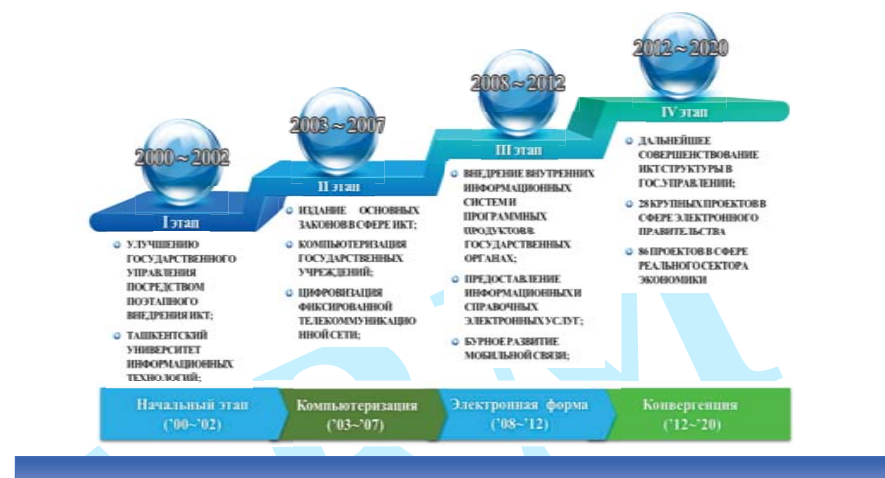 2000 ~ 2002
I этап
УЛУЧШЕНИЮ
ГОСУДАРСТВЕННОГО
УПРАВЛЕНИЯ
ПОСРЕДСТВОМ
ПОЭТАПНОГО
ВНЕДРЕНИЯ ИКТ;
ТАШКЕНТСКИЙ
УНИВЕРСИТЕТ
ИНФОРМАЦИОННЫХ
ТЕХНОЛОГИЙ;
2003 ~ 2007
II этап
ИЗДАНИЕ ОСНОВНЫХ
ЗАКОНОВ В СФЕРЕ ИКТ;
КОМПЬЮТЕРИЗАЦИЯ
ГОСУДАРСТВЕННЫХ
УЧРЕЖДЕНИЙ;
ЦИФРОВИЗАЦИЯ
ФИКСИРОВАННОЙ
ТЕЛЕКОММУНИКАЦИО
ННОЙ СЕТИ;
2008 ~ 2012
III этап
ВНЕДРЕНИЕ ВНУТРЕННИХ
ИНФОРМАЦИОННЫХ
СИСТЕМ И
ПРОГРАММНЫХ
ПРОДУКТОВ В
ГОСУДАРСТВЕННЫХ
ОРГАНАХ;
ПРЕДОСТАВЛЕНИЕ
ИНФОРМАЦИОННЫХ И
СПРАВОЧНЫХ
ЭЛЕКТРОННЫХ УСЛУГ;
БУРНОЕ РАЗВИТИЕ
МОБИЛЬНОЙ СВЯЗИ;
2012 ~ 2020
IV этап
ДАЛЬНЕЙШЕЕ
СОВЕРШЕНСТВОВАНИЕ
ИКТ СТРУКТУРЫ В
ГОС.УПРАВЛЕНИИ;
28 КРУПНЫХ ПРОЕКТОВ В
СФЕРЕ ЭЛЕКТРОННОГО
ПРАВИТЕЛЬСТВА
86 ПРОЕКТОВ В СФЕРЕ
РЕАЛЬНОГО СЕКТОРА
ЭКОНОМИКИ
Начальный этап
('00~'02)
Компьютеризация
('03~'07)
Электронная форма
('08~'12)
Конвергенция
('12~'20)